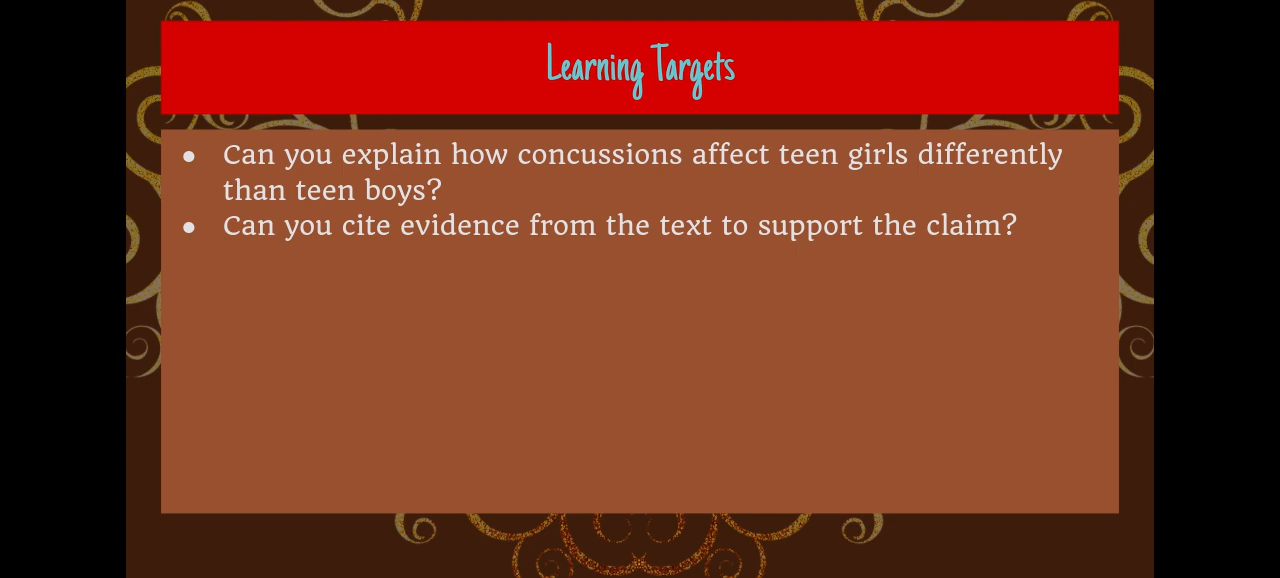 Learning Targets
● Can you explain how concussions affect teen girls differently
than teen boys?
● Can you cite evidence from the text to support the claim?